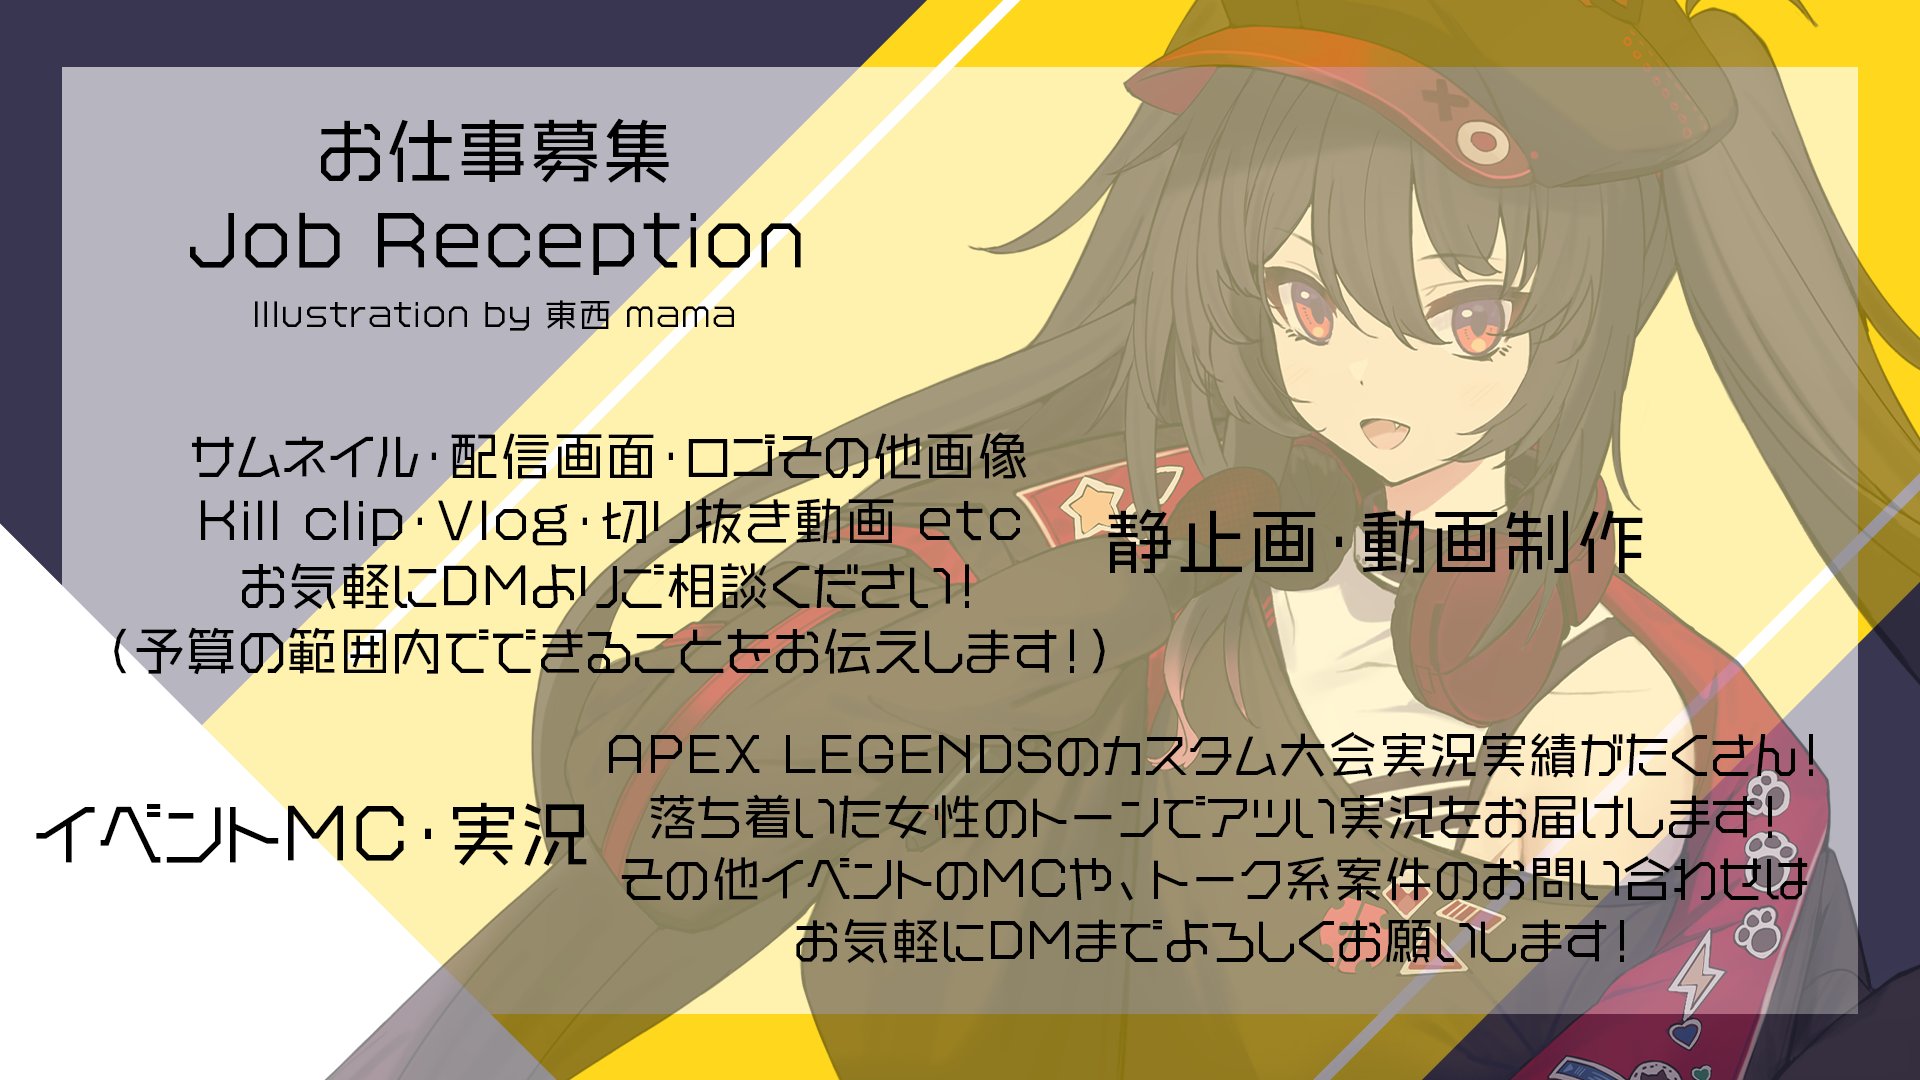 お仕事募集
Job Reception
Illustration by 東西 mama
サムネイル・配信画面・ロゴその他画像
Kill clip・Vlog・切り抜き動画 etc
お気軽にDMよりご相談ください!
(予算の範囲内でできることをお伝えします!)
静止画・動画制作
イベントMC・実況
APEX LEGENDSのカスタム大会実況実績がたくさん!
落ち着いた女性のトーンでアツい実況をお届けします!
その他イベントのMCや、トーク系案件のお問い合わせは
お気軽にDMまでよろしくお願いします!